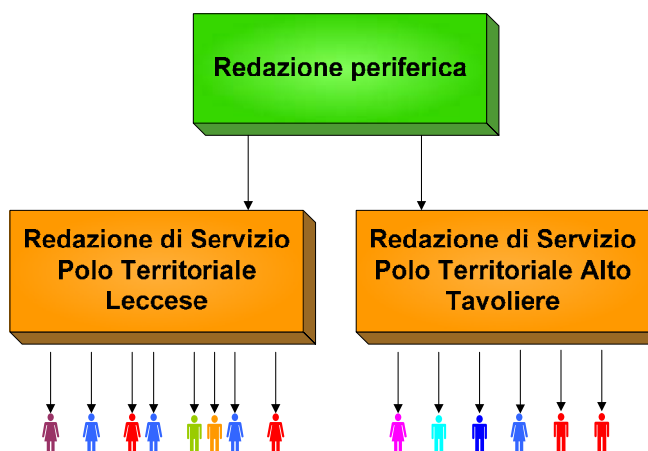 Redazione periferica
Redazione di Servizio
Polo Territoriale
Leccese
Redazione di Servizio
Polo Territoriale Alto
Tavoliere